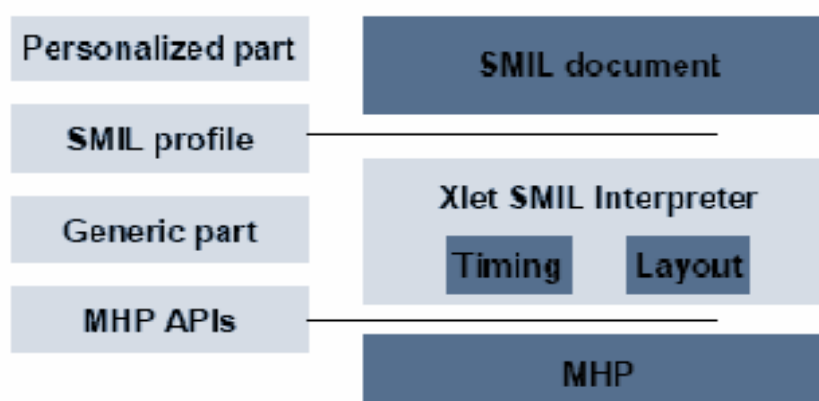 Personalized part
SMIL document
SMIL profile
Xlet SMIL Interpreter
Generic part
Timing
Layout
MHP APIs
MHP